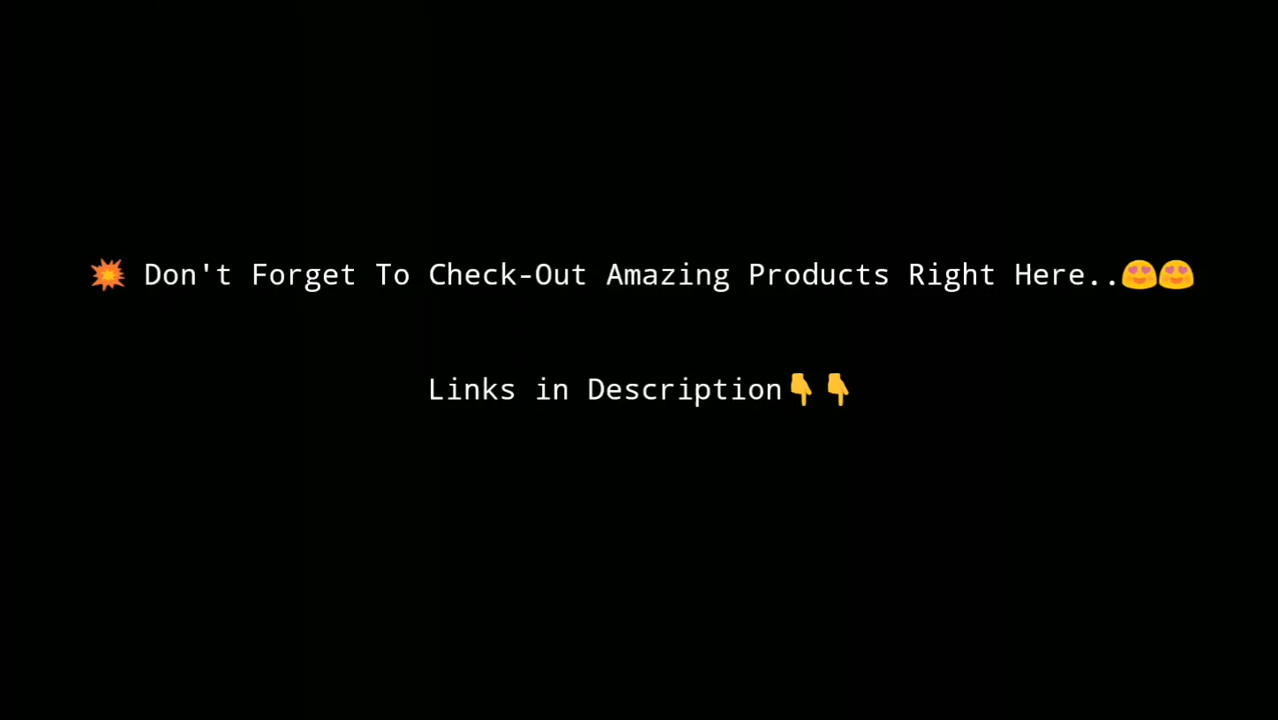 💥 Don't Forget To Check-Out Amazing Products Right Here..😍😍
Links in Description👇👇